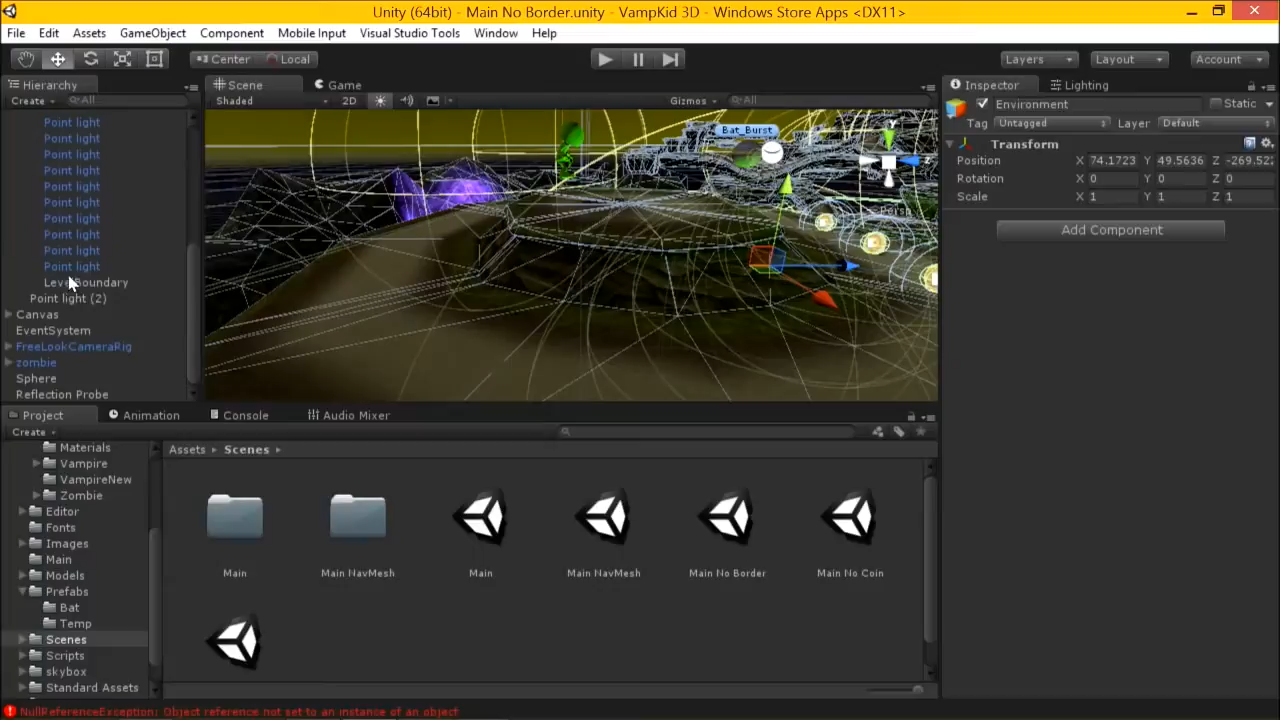 Unity (64bit) - Main No Border.unity - VampKid 3D - Windows Store Apps <DX11>
File Edit Assets GameObject Component Mobile Input Visual Studio Tools Window Help
Center Local Layers Layout Account
Hierarchy Scene Game Inspector Lighting
Create All Shaded 2D Gizmos All
Environment Static
Tag Untagged Layer Default
Transform
Position X 74.1723 Y 49.5636 Z -269.52
Rotation X 0 Y 0 Z 0
Scale X 1 Y 1 Z 1
Add Component
Point light
Point light
Point light
Point light
Point light
Point light
Point light
Point light
Point light
Point light
LevelBoundary
Point light (2)
Canvas
EventSystem
FreeLookCameraRig
zombie
Sphere
Reflection Probe
Bat_Burst
y
z
Persp
Project Animation Console Audio Mixer
Create
Assets Scenes
Materials
Vampire
VampireNew
Zombie
Editor
Fonts
Images
Main
Models
Prefabs
Bat
Temp
Scenes
Scripts
skybox
Standard Assets
Main Main NavMesh Main Main NavMesh Main No Border Main No Coin
NullReferenceException: Object reference not set to an instance of an object